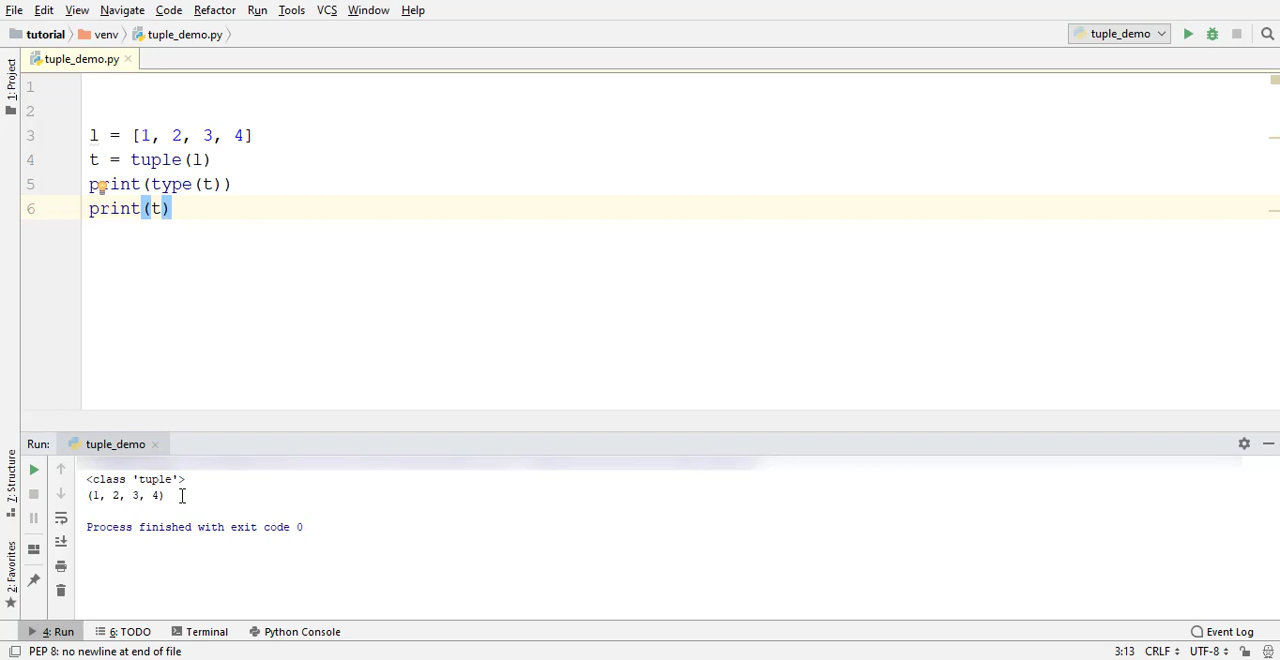 File Edit View Navigate Code Refactor Run Tools VCS Window Help
tutorial venv tuple_demo.py tuple_demo
1: Project
tuple_demo.py
1
2
3 l = [1, 2, 3, 4]
4 t = tuple(l)
5 print(type(t))
6 print(t)
Run: tuple_demo
<class 'tuple'>
(1, 2, 3, 4)
Process finished with exit code 0
7: Structure
2: Favorites
4: Run 6: TODO Terminal Python Console Event Log
PEP 8: no newline at end of file 3:13 CRLF UTF-8